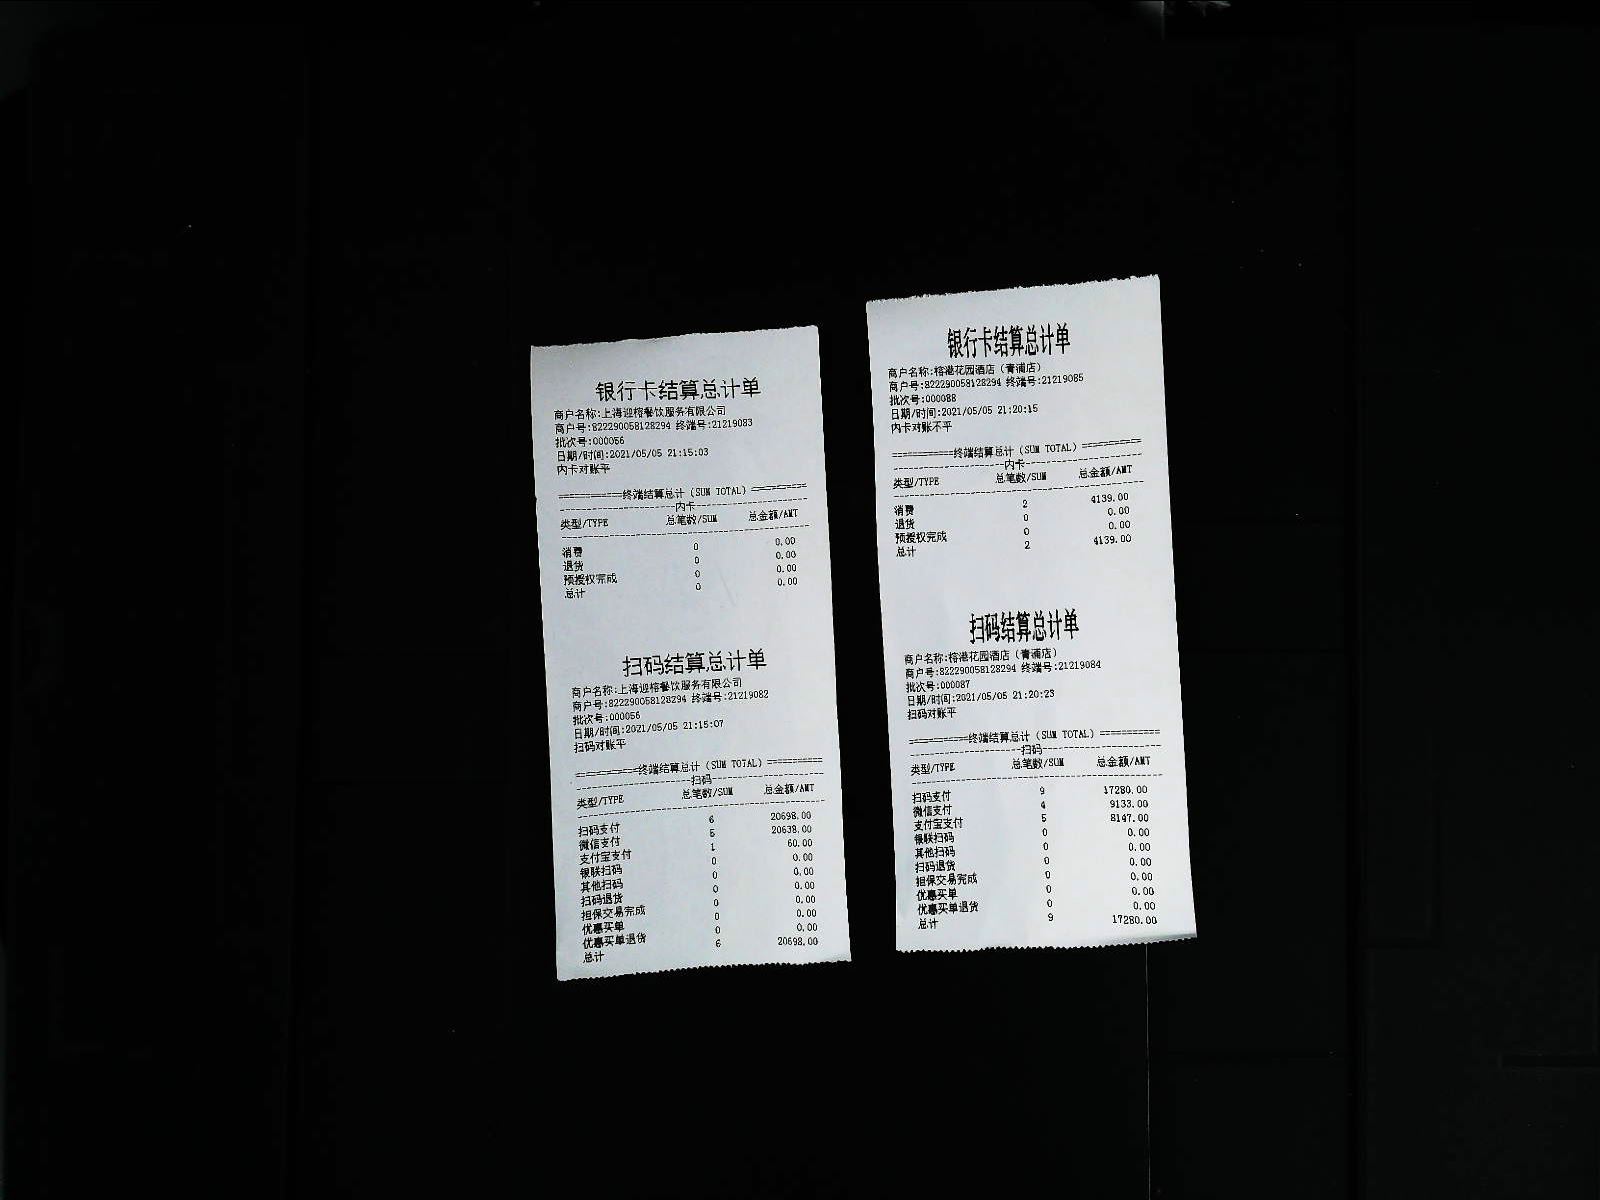 银行卡结算总计单
商户名称:上海迎榕餐饮服务有限公司
商户号:822290058128294 终端号:21219083
批次号:000056
日期/时间:2021/05/05 21:15:03
内卡对账平
===========终端结算总计(SUM TOTAL)==========
内卡
类型/TYPE 总笔数/SUM 总金额/AMT
消费 0 0.00
退货 0 0.00
预授权完成 0 0.00
总计 0 0.00
扫码结算总计单
商户名称:上海迎榕餐饮服务有限公司
商户号:822290058128294 终端号:21219082
批次号:000056
日期/时间:2021/05/05 21:15:07
扫码对账平
===========终端结算总计(SUM TOTAL)==========
扫码
类型/TYPE 总笔数/SUM 总金额/AMT
扫码支付 6 20698.00
微信支付 5 20638.00
支付宝支付 1 60.00
银联扫码 0 0.00
其他扫码 0 0.00
扫码退货 0 0.00
担保交易完成 0 0.00
优惠买单 0 0.00
优惠买单退货 0 0.00
总计 6 20698.00
银行卡结算总计单
商户名称:榕港花园酒店(青浦店)
商户号:822290058128294 终端号:21219085
批次号:000088
日期/时间:2021/05/05 21:20:15
内卡对账不平
===========终端结算总计(SUM TOTAL)==========
内卡
类型/TYPE 总笔数/SUM 总金额/AMT
消费 2 4139.00
退货 0 0.00
预授权完成 0 0.00
总计 2 4139.00
扫码结算总计单
商户名称:榕港花园酒店(青浦店)
商户号:822290058128294 终端号:21219084
批次号:000087
日期/时间:2021/05/05 21:20:23
扫码对账平
===========终端结算总计(SUM TOTAL)===========
扫码
类型/TYPE 总笔数/SUM 总金额/AMT
扫码支付 9 17280.00
微信支付 4 9133.00
支付宝支付 5 8147.00
银联扫码 0 0.00
其他扫码 0 0.00
扫码退货 0 0.00
担保交易完成 0 0.00
优惠买单 0 0.00
优惠买单退货 0 0.00
总计 9 17280.00